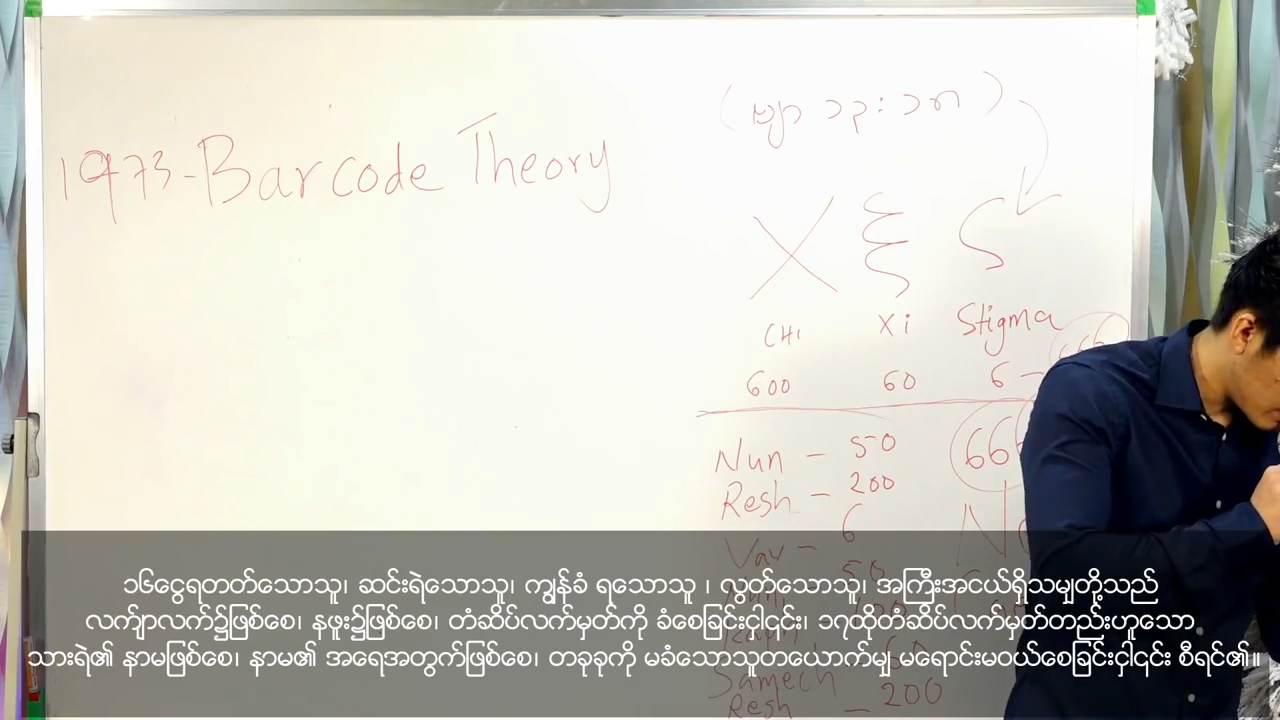 1973-Barcode Theory
χ ξ ς
CHI Xi Stigma
600 60 6 -
Nun - 50
Resh - 200
666
Vav - 6
Samech - 60
Resh - 200
၁၆ငွေရတတ်သောသူ၊ ဆင်းရဲသောသူ၊ ကျွန်ခံ ရသောသူ ၊ လွတ်သောသူ၊ အကြီးအငယ်ရှိသမျှတို့သည်
လက်ျာလက်၌ဖြစ်စေ၊ နဖူး၌ဖြစ်စေ၊ တံဆိပ်လက်မှတ်ကို ခံစေခြင်းငှါ၎င်း၊ ၁၇ထိုတံဆိပ်လက်မှတ်တည်းဟူသော
သားရဲ၏ နာမဖြစ်စေ၊ နာမ၏ အရေအတွက်ဖြစ်စေ၊ တခုခုကို မခံသောသူတယောက်မျှ မရောင်းမဝယ်စေခြင်းငှါ၎င်း စီရင်၏။